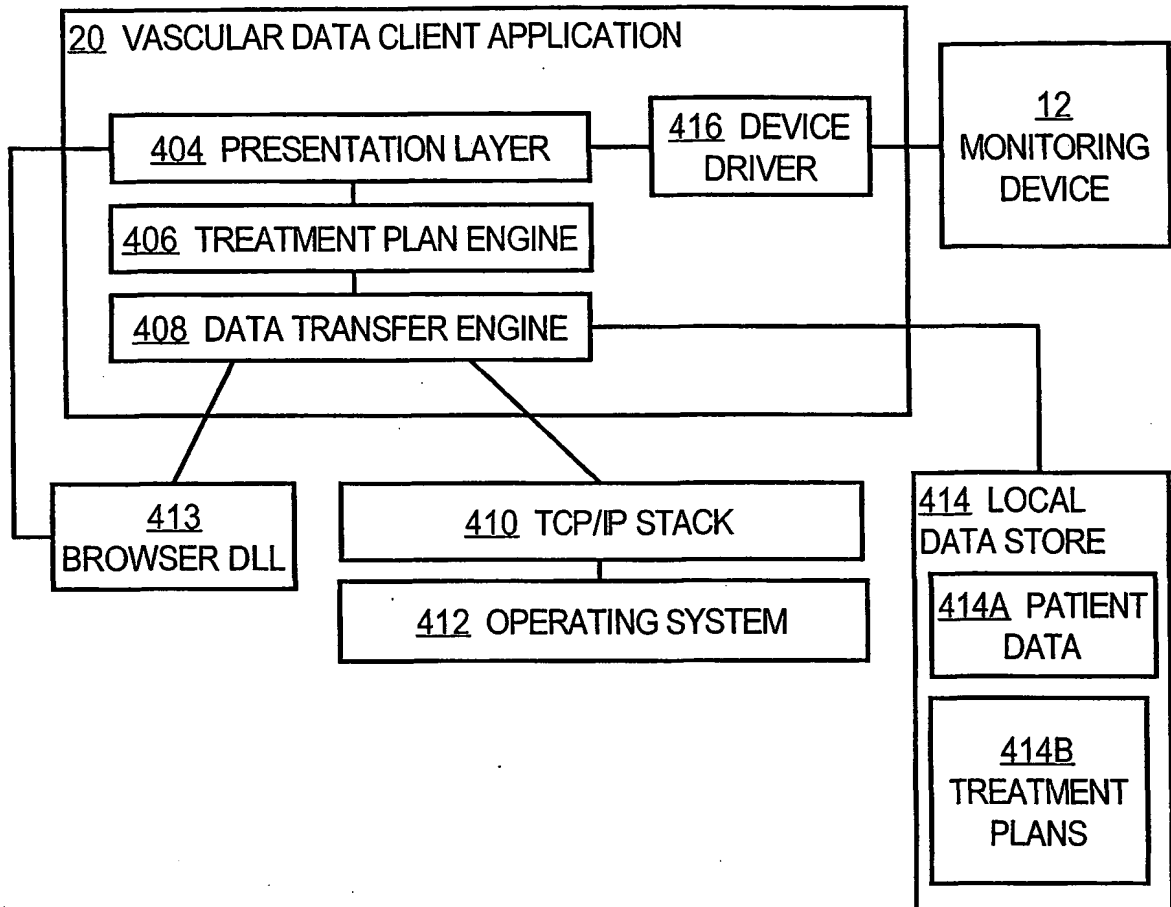 20 VASCULAR DATA CLIENT APPLICATION
404 PRESENTATION LAYER
416 DEVICE
DRIVER
12
MONITORING
DEVICE
406 TREATMENT PLAN ENGINE
408 DATA TRANSFER ENGINE
413
BROWSER DLL
410 TCP/IP STACK
412 OPERATING SYSTEM
414 LOCAL
DATA STORE
414A PATIENT
DATA
414B
TREATMENT
PLANS